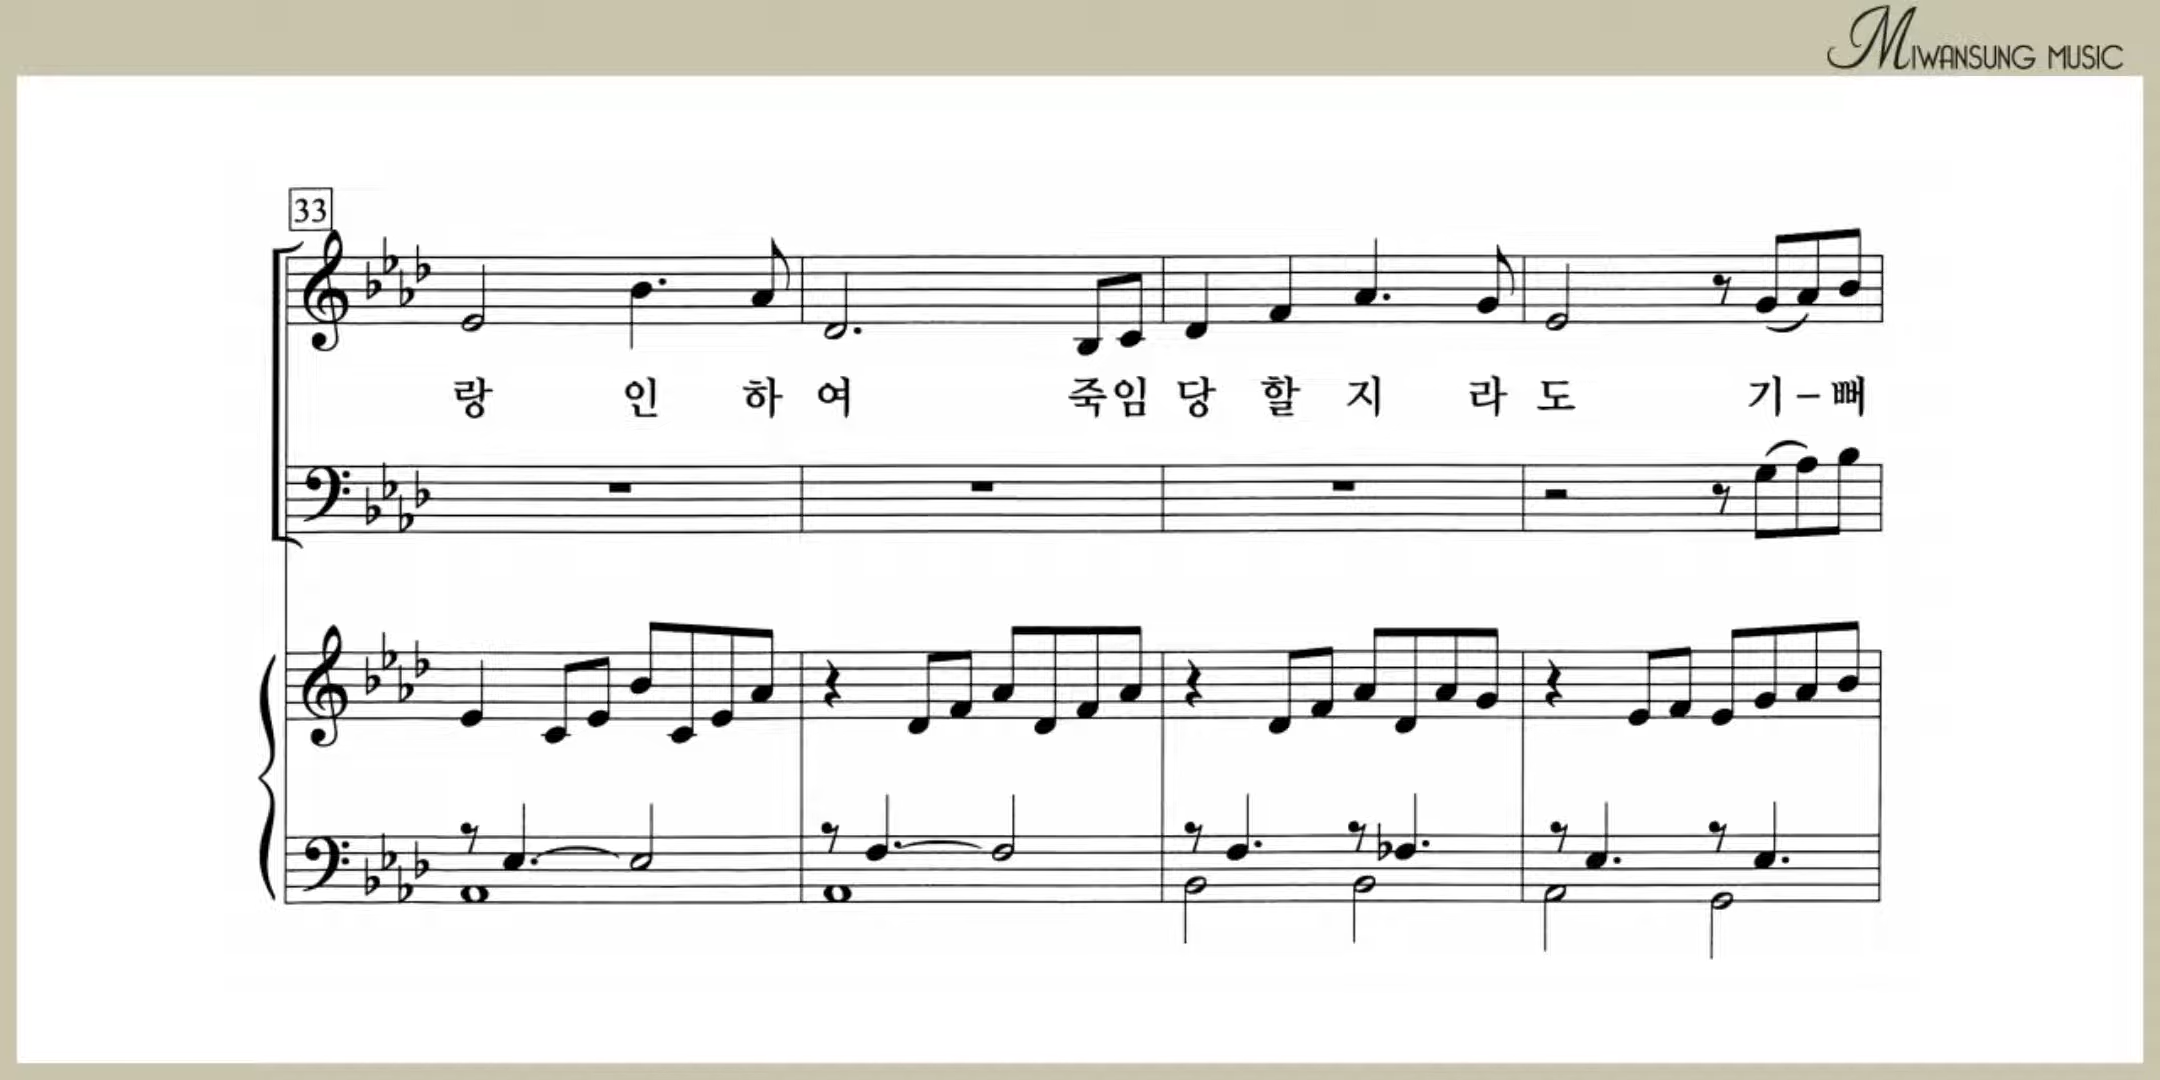 MIWANSUNG MUSIC
33
랑 인 하 여 죽임 당 할 지 라 도 기-뻐